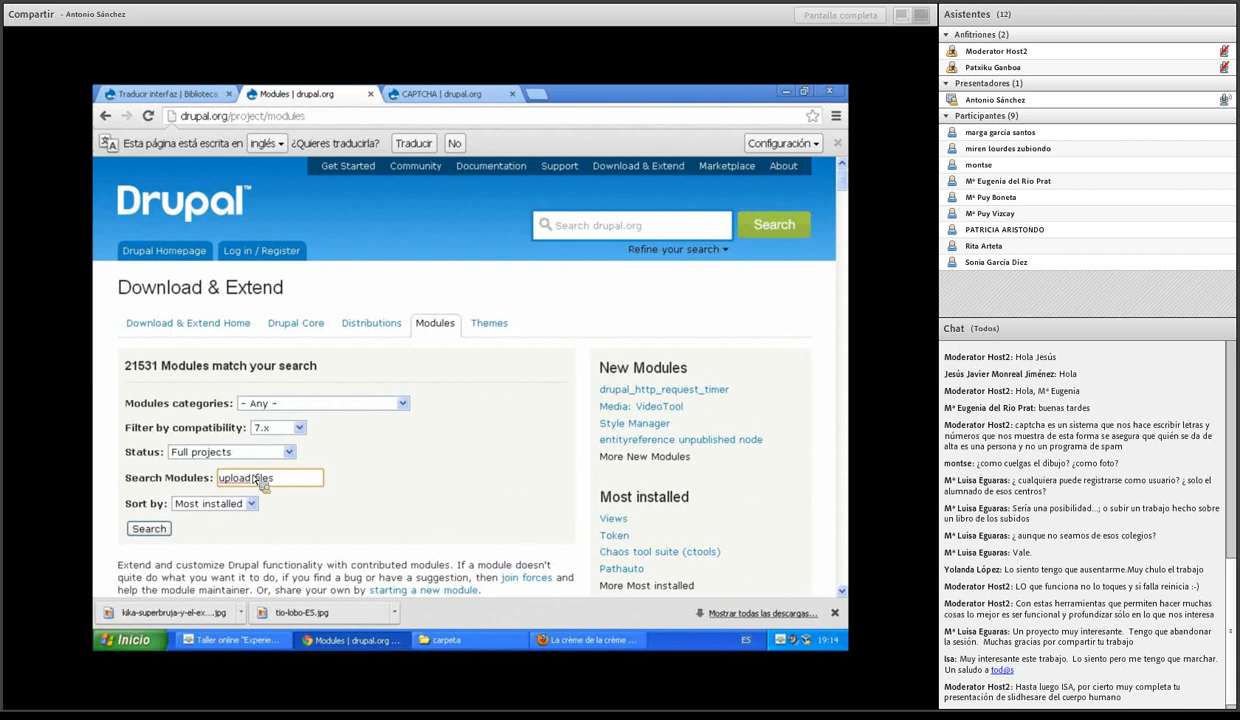 Compartir - Antonio Sánchez
Pantalla completa
Traducir interfaz | Biblioteca
Modules | drupal.org
CAPTCHA | drupal.org
drupal.org/project/modules
Esta página está escrita en inglés ¿Quieres traducirla? Traducir No Configuración
Get Started Community Documentation Support Download & Extend Marketplace About
Drupal™
Search drupal.org Search
Refine your search
Drupal Homepage Log in / Register
Download & Extend
Download & Extend Home Drupal Core Distributions Modules Themes
21531 Modules match your search
Modules categories: - Any -
Filter by compatibility: 7.x
Status: Full projects
Search Modules: upload files
Sort by: Most installed
Search
Extend and customize Drupal functionality with contributed modules. If a module doesn't
quite do what you want it to do, if you find a bug or have a suggestion, then join forces and
help the module maintainer. Or, share your own by starting a new module.
New Modules
drupal_http_request_timer
Media: VideoTool
Style Manager
entityreference unpublished node
More New Modules
Most installed
Views
Token
Chaos tool suite (ctools)
Pathauto
More Most installed
kika-superbruja-y-el-ex....jpg
tio-lobo-ES.jpg
Mostrar todas las descargas...
Inicio
Taller online "Experie...
Modules | drupal.org ...
carpeta
La crème de la crème ...
ES
19:14
Asistentes (12)
Anfitriones (2)
Moderator Host2
Patxiku Ganboa
Presentadores (1)
Antonio Sánchez
Participantes (9)
marga garcía santos
miren lourdes zubiondo
montse
Mª Eugenia del Rio Prat
Mª Puy Boneta
Mª Puy Vizcay
PATRICIA ARISTONDO
Rita Arteta
Sonia García Díez
Chat (Todos)
Moderator Host2: Hola Jesús
Jesús Javier Monreal Jiménez: Hola
Moderator Host2: Hola, Mª Eugenia
Mª Eugenia del Rio Prat: buenas tardes
Moderator Host2: captcha es un sistema que nos hace escribir letras y
números que nos muestra de esta forma se asegura que quién se da de
alta es una persona y no un programa de spam
montse: ¿como cuelgas el dibujo? ¿como foto?
Mª Luisa Eguaras: ¿ cualquiera puede registrarse como usuario? ¿ solo el
alumnado de esos centros?
Mª Luisa Eguaras: Sería una posibilidad...; o subir un trabajo hecho sobre
un libro de los subidos
Mª Luisa Eguaras: ¿ aunque no seamos de esos colegios?
Mª Luisa Eguaras: Vale.
Yolanda López: Lo siento tengo que ausentarme.Muy chulo el trabajo
Moderator Host2: LO que funciona no lo toques y si falla reinicia :-)
Moderator Host2: Con estas herramientas que permiten hacer muchas
cosas lo mejor es ser funcional y profundizar sólo en lo que nos interesa
Mª Luisa Eguaras: Un proyecto muy interesante. Tengo que abandonar
la sesión. Muchas gracias por compartir tu trabajo
Isa: Muy interesante este trabajo. Lo siento pero me tengo que marchar.
Un saludo a tod@s
Moderator Host2: Hasta luego ISA, por cierto muy completa tu
presentación de slidhesare del cuerpo humano